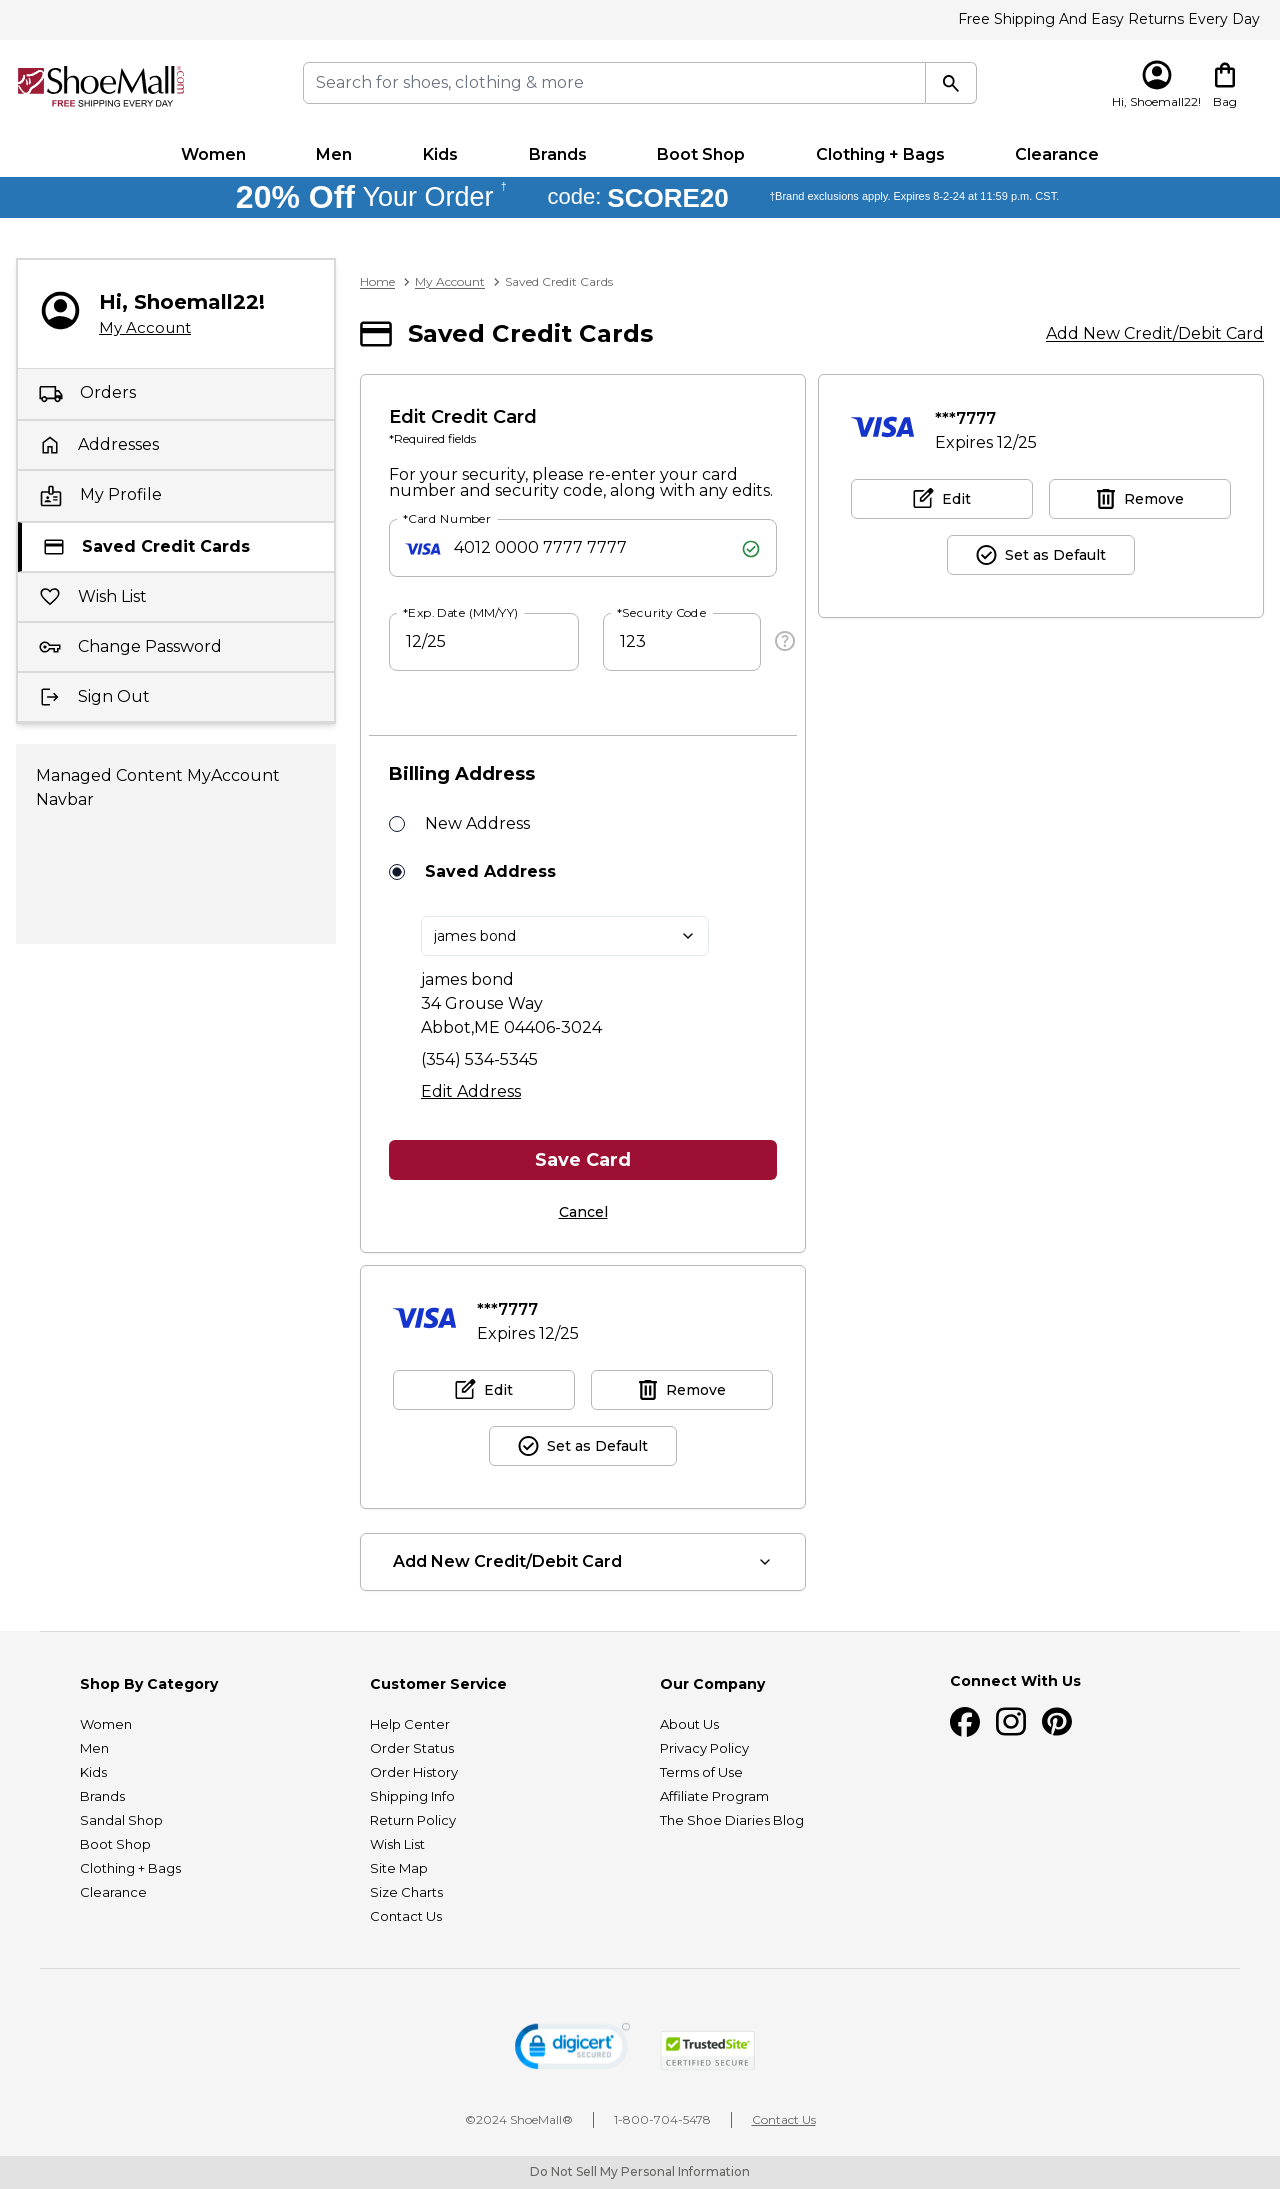 Free Shipping And Easy Returns Every Day
ShoeMall.com
FREE SHIPPING EVERY DAY
Search for shoes, clothing & more
Hi, Shoemall22!
Bag
Women Men Kids Brands Boot Shop Clothing + Bags Clearance
20% Off Your Order † code: SCORE20 †Brand exclusions apply. Expires 8-2-24 at 11:59 p.m. CST.
Hi, Shoemall22!
My Account
Orders
Addresses
My Profile
Saved Credit Cards
Wish List
Change Password
Sign Out
Managed Content MyAccount
Navbar
Home > My Account > Saved Credit Cards
Saved Credit Cards
Add New Credit/Debit Card
Edit Credit Card
*Required fields
For your security, please re-enter your card
number and security code, along with any edits.
*Card Number
VISA 4012 0000 7777 7777
*Exp. Date (MM/YY)
12/25
*Security Code
123
?
Billing Address
New Address
Saved Address
james bond
james bond
34 Grouse Way
Abbot,ME 04406-3024
(354) 534-5345
Edit Address
Save Card
Cancel
VISA
***7777
Expires 12/25
Edit
Remove
Set as Default
VISA
***7777
Expires 12/25
Edit
Remove
Set as Default
Add New Credit/Debit Card
Shop By Category
Women
Men
Kids
Brands
Sandal Shop
Boot Shop
Clothing + Bags
Clearance
Customer Service
Help Center
Order Status
Order History
Shipping Info
Return Policy
Wish List
Site Map
Size Charts
Contact Us
Our Company
About Us
Privacy Policy
Terms of Use
Affiliate Program
The Shoe Diaries Blog
Connect With Us
digicert
SECURED
TrustedSite
CERTIFIED SECURE
©2024 ShoeMall®
1-800-704-5478
Contact Us
Do Not Sell My Personal Information